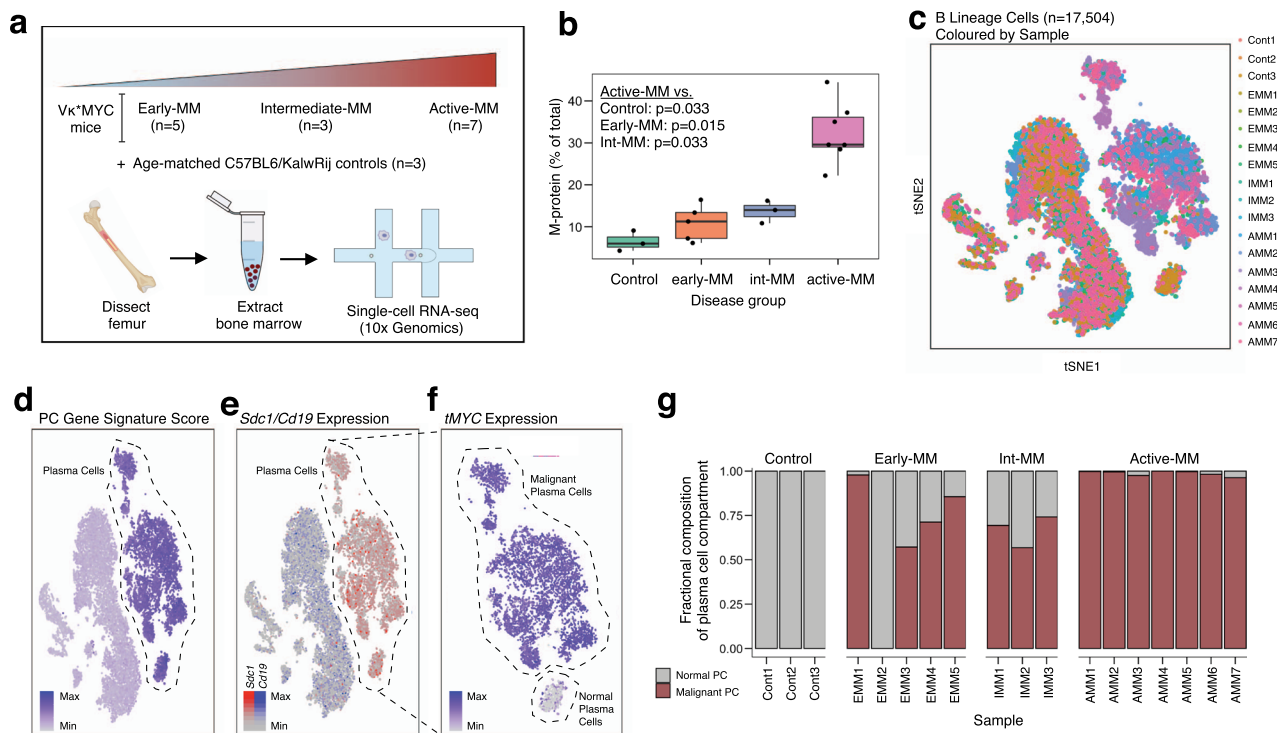 a
Vκ*MYC
mice
Early-MM
(n=5)
Intermediate-MM
(n=3)
Active-MM
(n=7)
+ Age-matched C57BL6/KalwRij controls (n=3)
Dissect
femur
Extract
bone marrow
Single-cell RNA-seq
(10x Genomics)
b
Active-MM vs.
Control: p=0.033
Early-MM: p=0.015
Int-MM: p=0.033
M-protein (% of total)
40
30
20
10
Control
early-MM
int-MM
active-MM
Disease group
c
B Lineage Cells (n=17,504)
Coloured by Sample
tSNE2
tSNE1
Cont1
Cont2
Cont3
EMM1
EMM2
EMM3
EMM4
EMM5
IMM1
IMM2
IMM3
AMM1
AMM2
AMM3
AMM4
AMM5
AMM6
AMM7
d
PC Gene Signature Score
Plasma Cells
Max
Min
e
Sdc1/Cd19 Expression
Plasma Cells
Sdc1
Cd19
Max
Min
f
tMYC Expression
Malignant
Plasma Cells
Normal
Plasma
Cells
Max
Min
g
Control
Early-MM
Int-MM
Active-MM
Fractional composition
of plasma cell compartment
1.00
0.75
0.50
0.25
0.00
Normal PC
Malignant PC
Cont1
Cont2
Cont3
EMM1
EMM2
EMM3
EMM4
EMM5
IMM1
IMM2
IMM3
AMM1
AMM2
AMM3
AMM4
AMM5
AMM6
AMM7
Sample